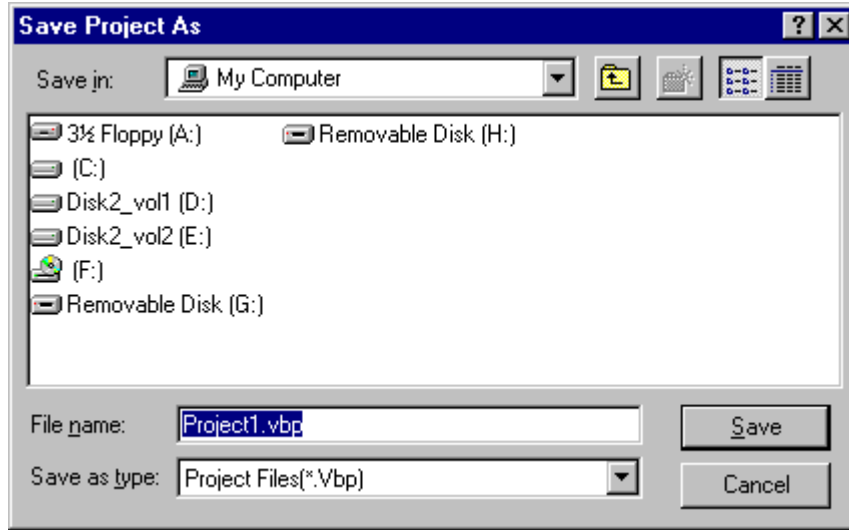 Save Project As
Save in: My Computer
3½ Floppy (A:)
(C:)
Disk2_vol1 (D:)
Disk2_vol2 (E:)
(F:)
Removable Disk (G:)
Removable Disk (H:)
File name: Project1.vbp
Save
Save as type: Project Files(*.Vbp)
Cancel